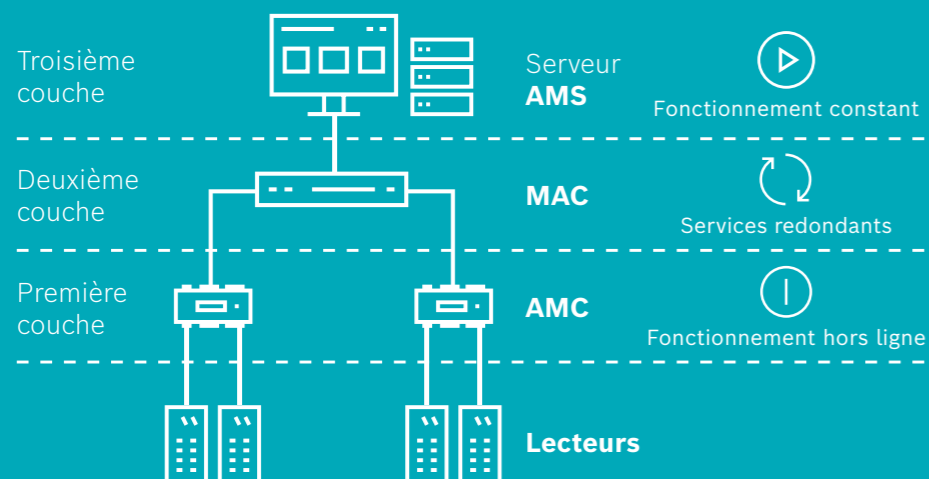 Troisième
couche
Serveur
AMS
Fonctionnement constant
Deuxième
couche
MAC
Services redondants
Première
couche
AMC
Fonctionnement hors ligne
Lecteurs